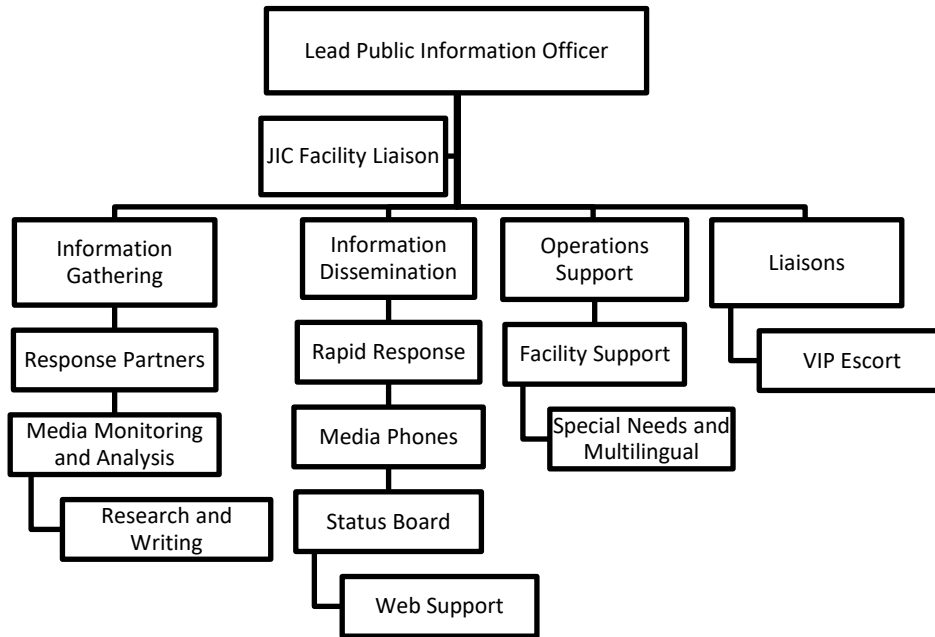 Lead Public Information Officer
JIC Facility Liaison
Information
Gathering
Response Partners
Media Monitoring
and Analysis
Research and
Writing
Information
Dissemination
Rapid Response
Media Phones
Status Board
Web Support
Operations
Support
Facility Support
Special Needs and
Multilingual
Liaisons
VIP Escort